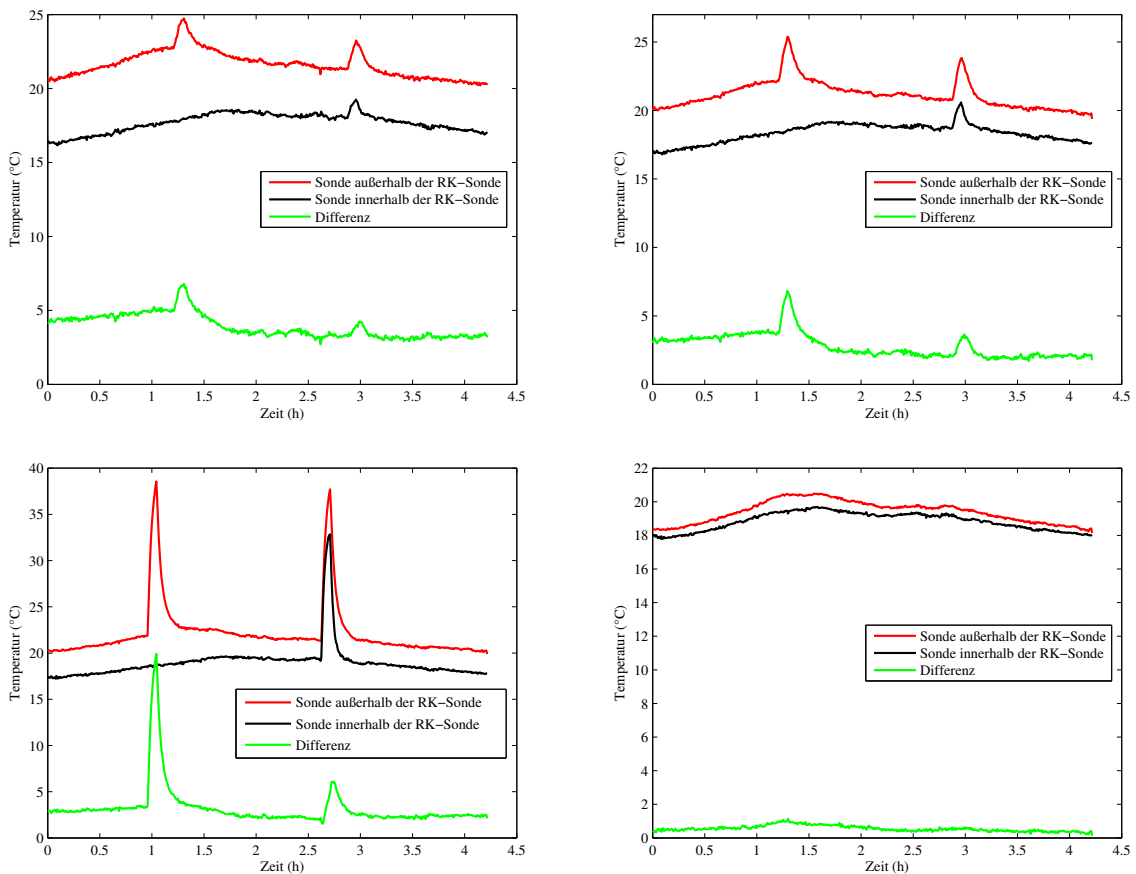 25
20
15
10
5
0
Temperatur (°C)
0 0.5 1 1.5 2 2.5 3 3.5 4 4.5
Zeit (h)
Sonde außerhalb der RK−Sonde
Sonde innerhalb der RK−Sonde
Differenz
25
20
15
10
5
0
Temperatur (°C)
0 0.5 1 1.5 2 2.5 3 3.5 4 4.5
Zeit (h)
Sonde außerhalb der RK−Sonde
Sonde innerhalb der RK−Sonde
Differenz
40
35
30
25
20
15
10
5
0
Temperatur (°C)
0 0.5 1 1.5 2 2.5 3 3.5 4 4.5
Zeit (h)
Sonde außerhalb der RK−Sonde
Sonde innerhalb der RK−Sonde
Differenz
22
20
18
16
14
12
10
8
6
4
2
0
Temperatur (°C)
0 0.5 1 1.5 2 2.5 3 3.5 4 4.5
Zeit (h)
Sonde außerhalb der RK−Sonde
Sonde innerhalb der RK−Sonde
Differenz